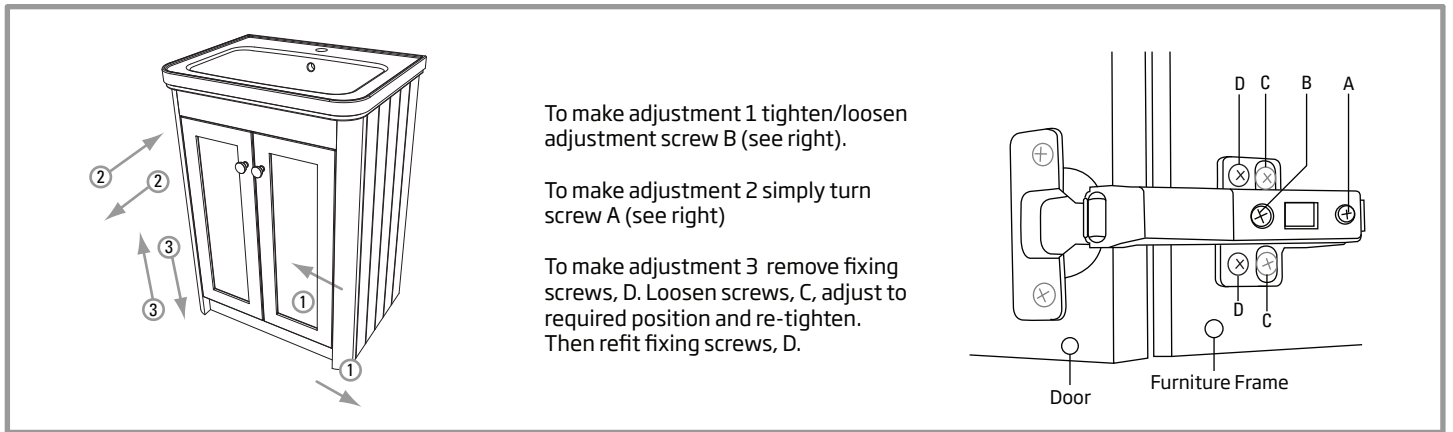 2
2
3
3
1
1
To make adjustment 1 tighten/loosen
adjustment screw B (see right).
To make adjustment 2 simply turn
screw A (see right)
To make adjustment 3 remove fixing
screws, D. Loosen screws, C, adjust to
required position and re-tighten.
Then refit fixing screws, D.
D C B A
D C
Door
Furniture Frame